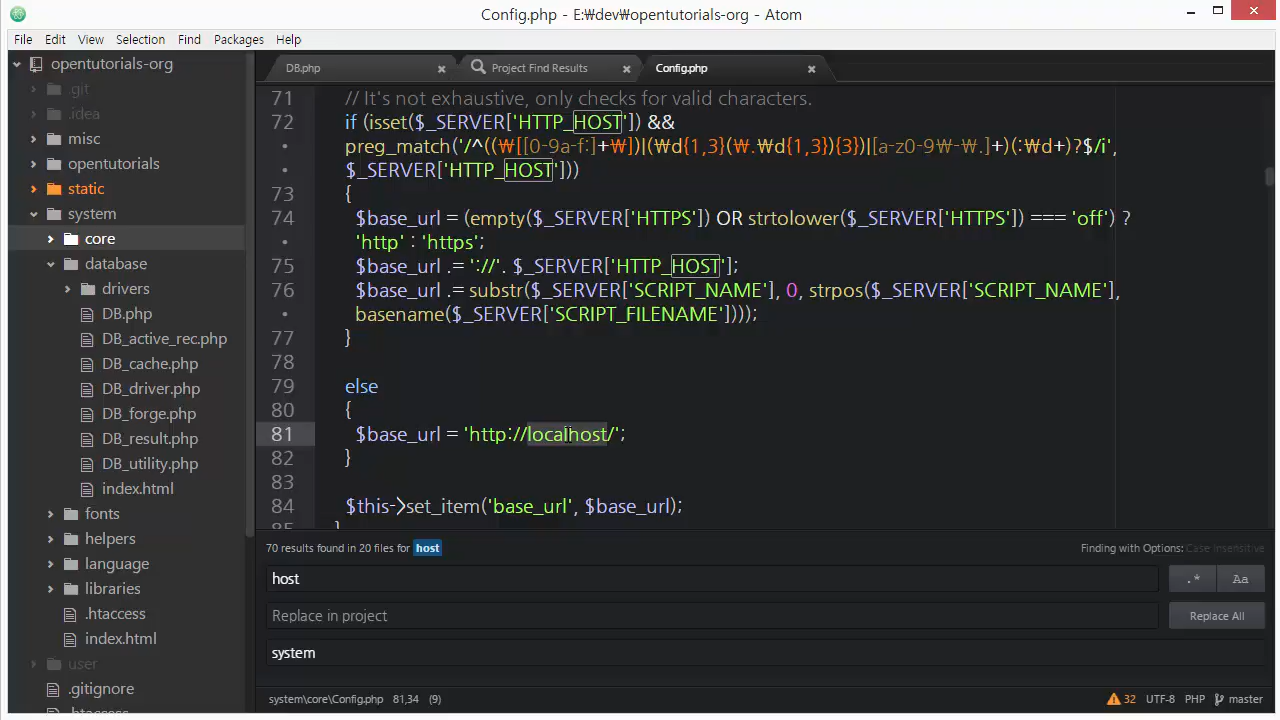 Config.php - E:₩dev₩opentutorials-org - Atom
File Edit View Selection Find Packages Help
opentutorials-org
.git
.idea
misc
opentutorials
static
system
core
database
drivers
DB.php
DB_active_rec.php
DB_cache.php
DB_driver.php
DB_forge.php
DB_result.php
DB_utility.php
index.html
fonts
helpers
language
libraries
.htaccess
index.html
user
.gitignore
.htaccess
DB.php Project Find Results Config.php
71 // It's not exhaustive, only checks for valid characters.
72 if (isset($_SERVER['HTTP_HOST']) &&
• preg_match('/^((₩[[0-9a-f:]+₩])|(₩d{1,3}(₩.₩d{1,3}){3})|[a-z0-9₩-₩.]+)(:₩d+)?$/i',
• $_SERVER['HTTP_HOST']))
73 {
74 $base_url = (empty($_SERVER['HTTPS']) OR strtolower($_SERVER['HTTPS']) === 'off') ?
• 'http' : 'https';
75 $base_url .= '://'. $_SERVER['HTTP_HOST'];
76 $base_url .= substr($_SERVER['SCRIPT_NAME'], 0, strpos($_SERVER['SCRIPT_NAME'],
• basename($_SERVER['SCRIPT_FILENAME'])));
77 }
78
79 else
80 {
81 $base_url = 'http://localhost/';
82 }
83
84 $this->set_item('base_url', $base_url);
85 }
70 results found in 20 files for host Finding with Options: Case Insensitive
host .* Aa
Replace in project Replace All
system
system\core\Config.php 81,34 (9) 32 UTF-8 PHP master